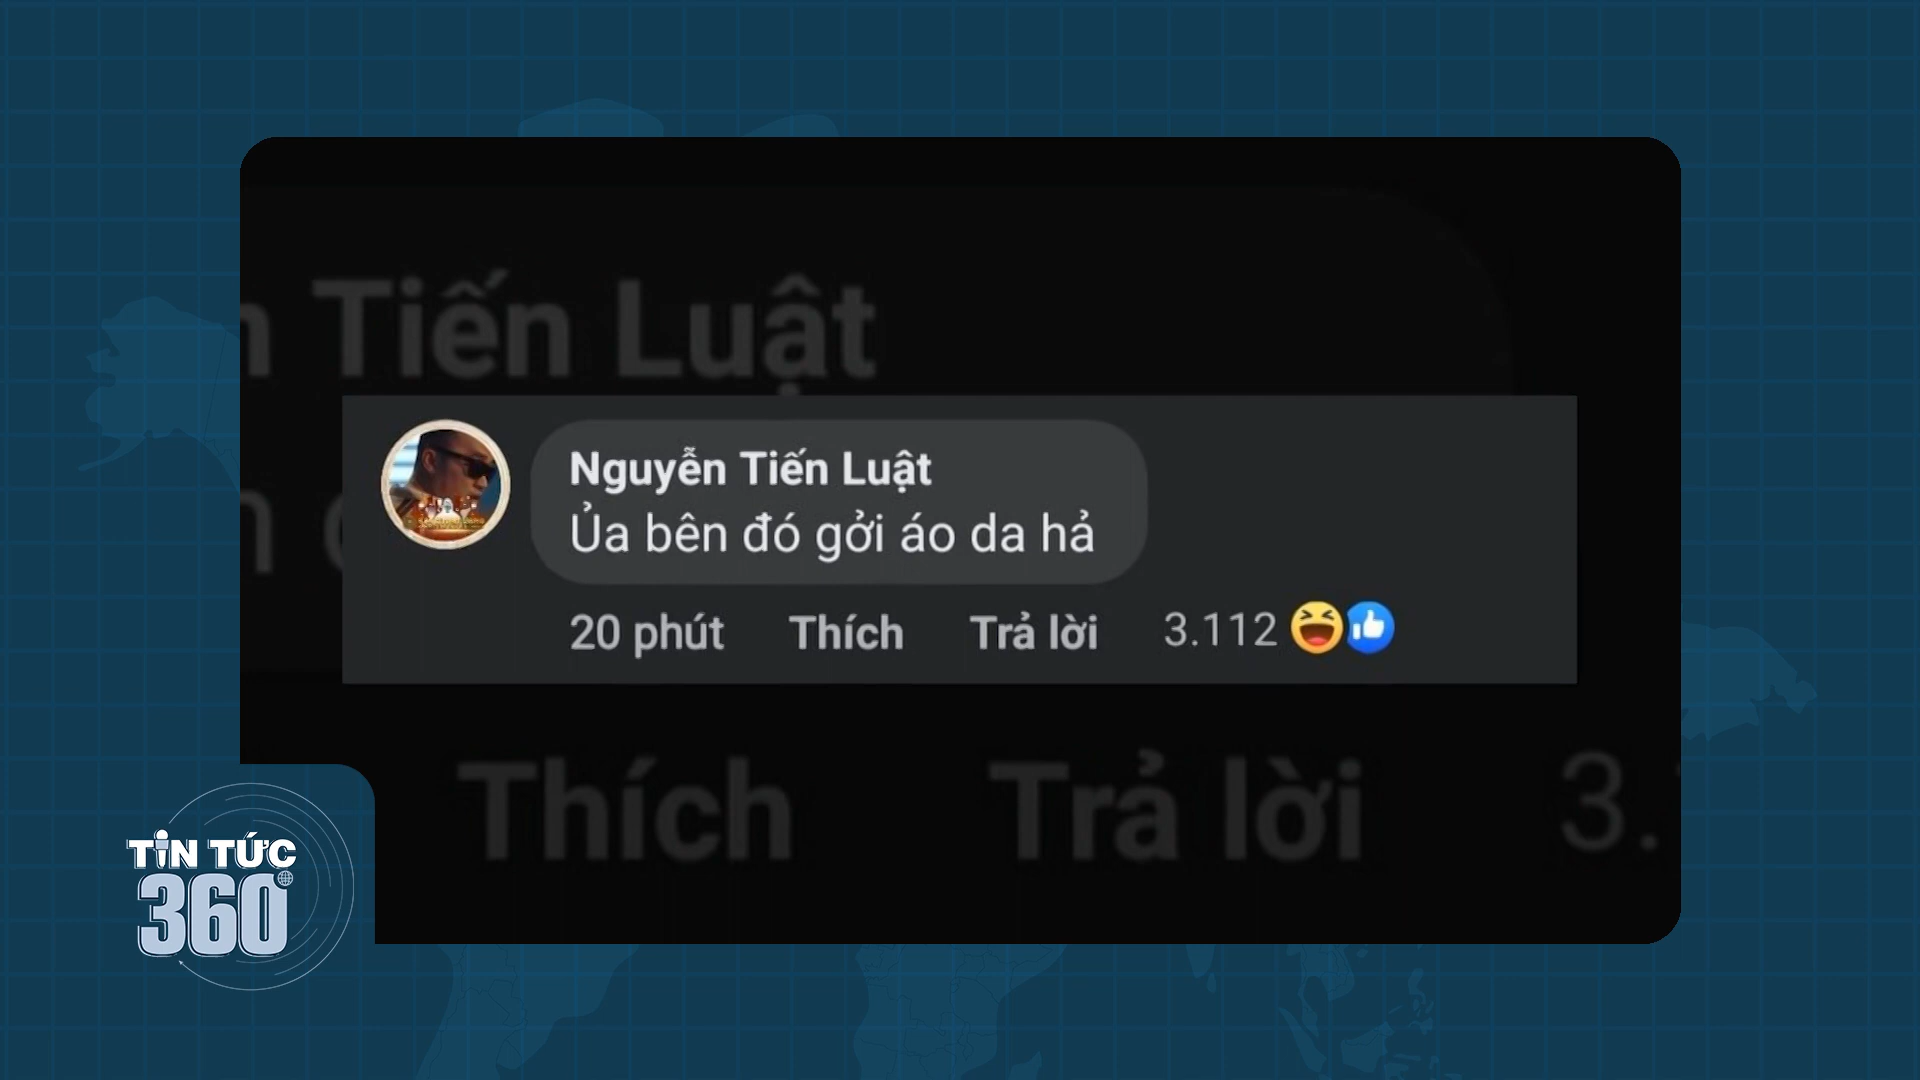 n Tiến Luật
Nguyễn Tiến Luật
Ủa bên đó gởi áo da hả
20 phút Thích Trả lời 3.112
Thích Trả lời 3.
TIN TỨC
360